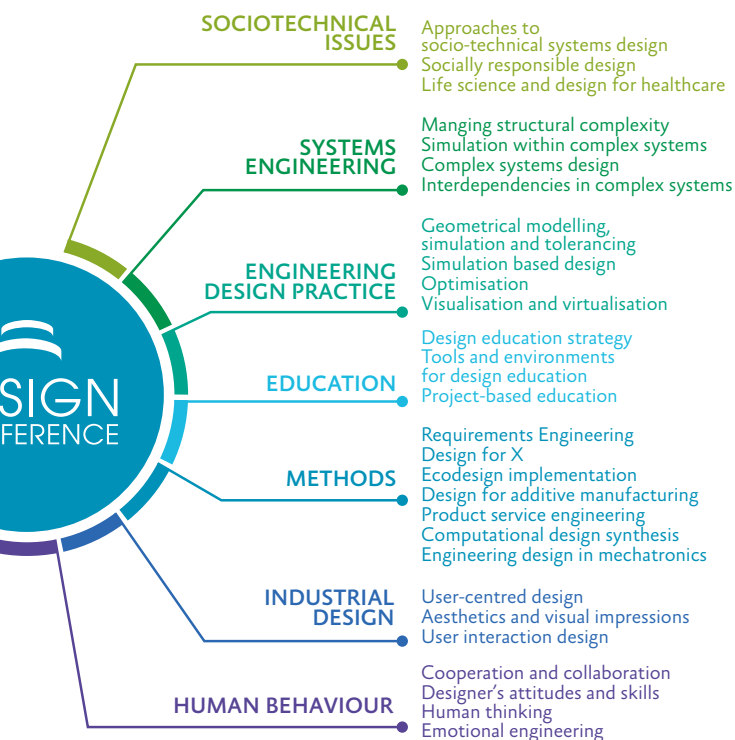 SOCIOTECHNICAL
ISSUES
Approaches to
socio-technical systems design
Socially responsible design
Life science and design for healthcare
SYSTEMS
ENGINEERING
Manging structural complexity
Simulation within complex systems
Complex systems design
Interdependencies in complex systems
ENGINEERING
DESIGN PRACTICE
Geometrical modelling,
simulation and tolerancing
Simulation based design
Optimisation
Visualisation and virtualisation
SIGN
FERENCE
EDUCATION
Design education strategy
Tools and environments
for design education
Project-based education
METHODS
Requirements Engineering
Design for X
Ecodesign implementation
Design for additive manufacturing
Product service engineering
Computational design synthesis
Engineering design in mechatronics
INDUSTRIAL
DESIGN
User-centred design
Aesthetics and visual impressions
User interaction design
HUMAN BEHAVIOUR
Cooperation and collaboration
Designer's attitudes and skills
Human thinking
Emotional engineering